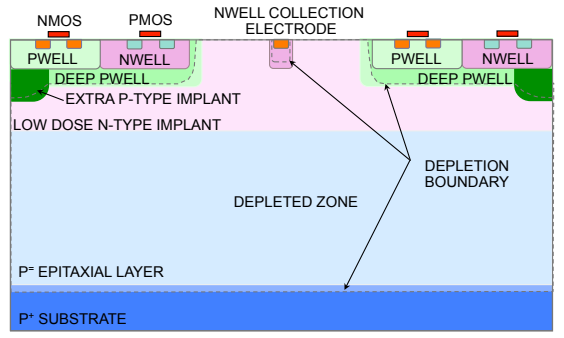 NMOS
PMOS
NWELL COLLECTION
ELECTRODE
PWELL
NWELL
PWELL
NWELL
DEEP PWELL
DEEP PWELL
EXTRA P-TYPE IMPLANT
LOW DOSE N-TYPE IMPLANT
DEPLETION
BOUNDARY
DEPLETED ZONE
P= EPITAXIAL LAYER
P+ SUBSTRATE